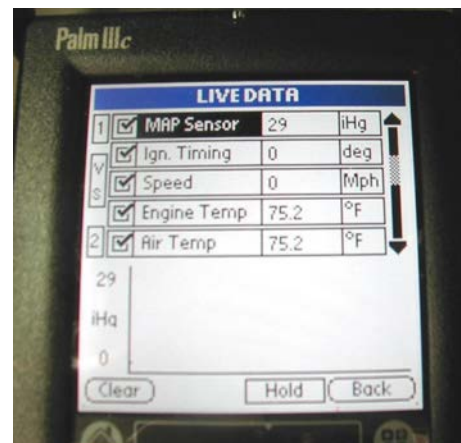 Palm IIIc
LIVE DATA
1 MAP Sensor 29 iHg
Ign. Timing 0 deg
VS Speed 0 Mph
Engine Temp 75.2 °F
2 Air Temp 75.2 °F
29
iHg
0
Clear Hold Back